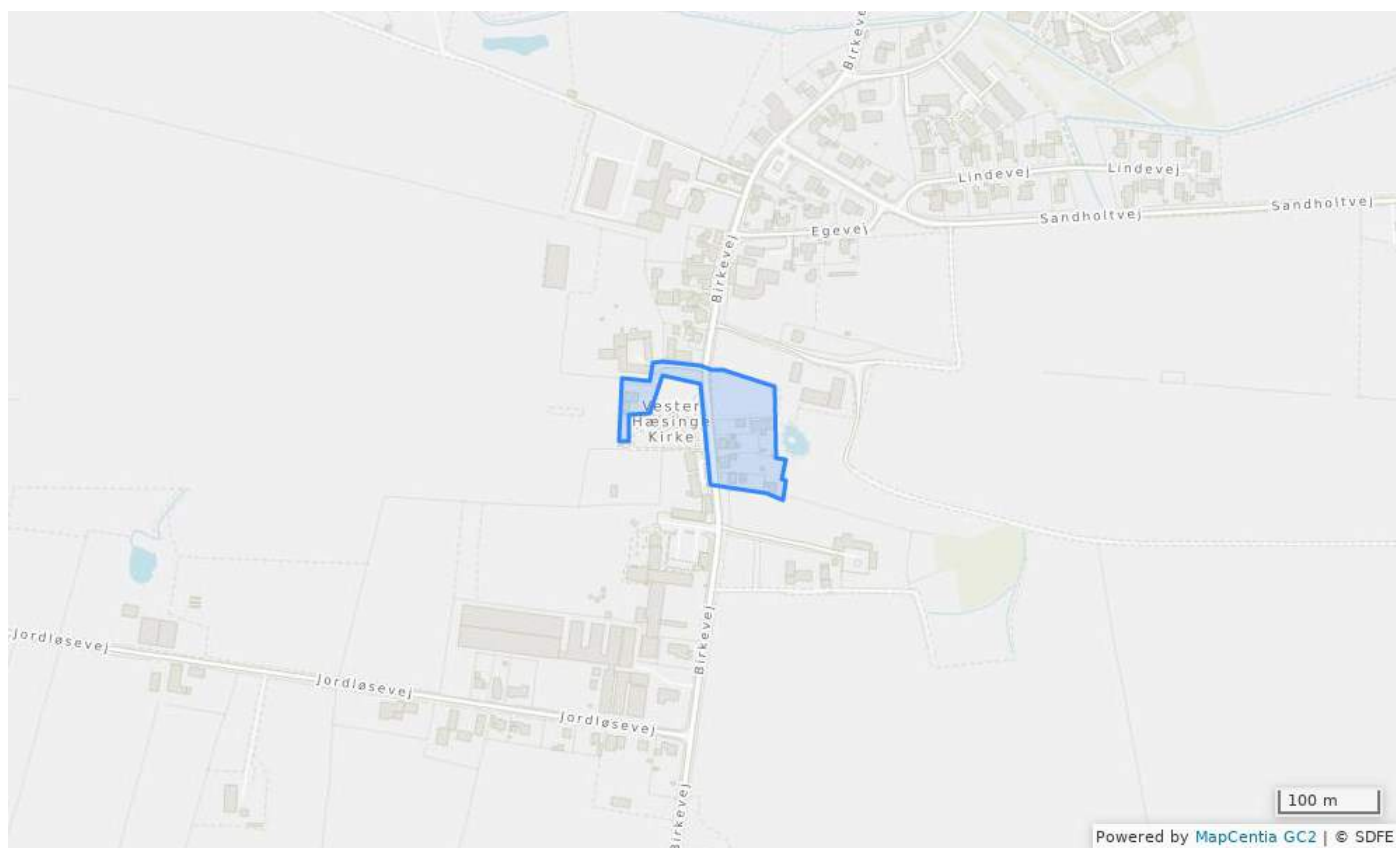 Birkevej
Lindevej
Lindevej
Sandholtvej
Sandholtvej
Egevej
Birkevej
Vester
Hæsinge
Kirke
Birkevej
Jordløsevej
Jordløsevej
Jordløsevej
Birkevej
100 m
Powered by MapCentia GC2 | © SDFE